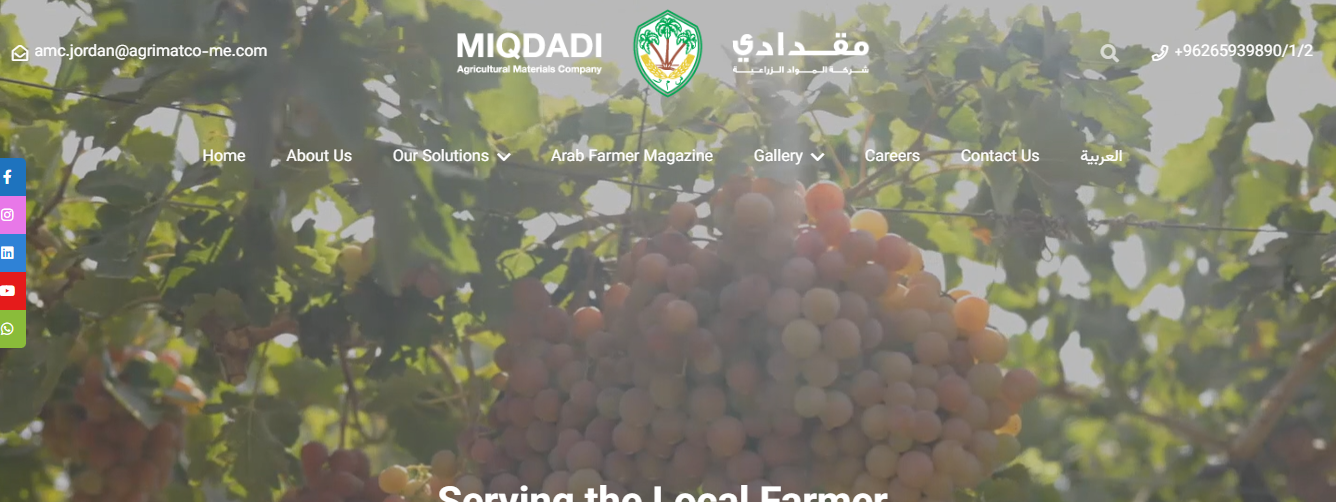 amc.jordan@agrimatco-me.com
MIQDADI
Agricultural Materials Company
مقدادي
شركة المواد الزراعية
+96265939890/1/2
Home
About Us
Our Solutions
Arab Farmer Magazine
Gallery
Careers
Contact Us
العربية
Serving the Local Farmer